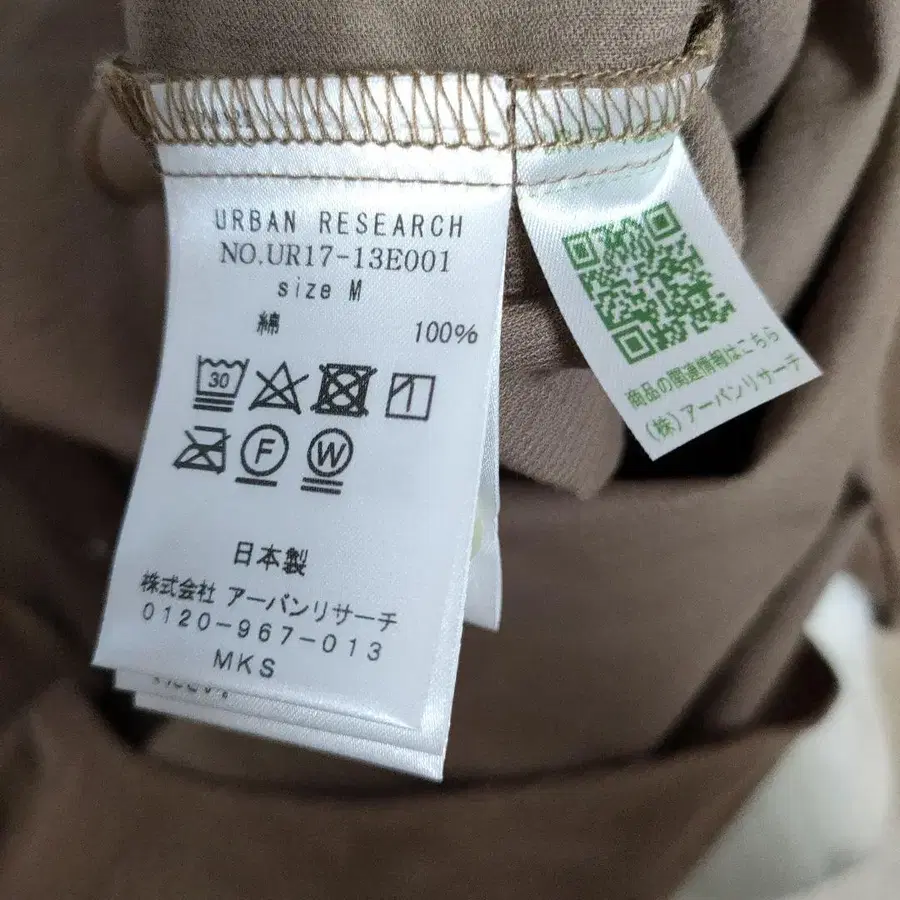 URBAN RESEARCH
NO.UR17-13E001
size M
綿 100%
30
F W
日本製
株式会社 アーバンリサーチ
0120-967-013
MKS
商品の関連情報はこちら
(株) アーバンリサーチ